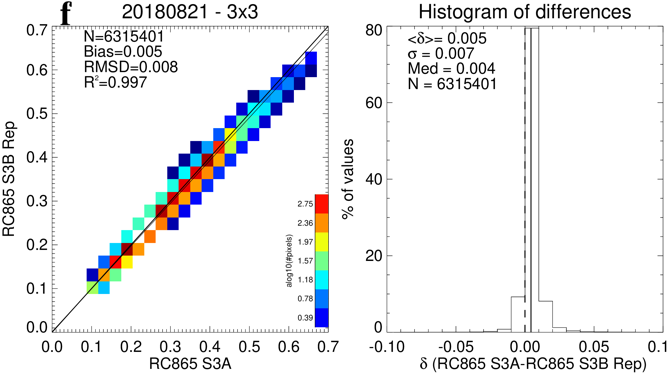 f
20180821 - 3x3
N=6315401
Bias=0.005
RMSD=0.008
R²=0.997
RC865 S3B Rep
0.7
0.6
0.5
0.4
0.3
0.2
0.1
0.0
0.0 0.1 0.2 0.3 0.4 0.5 0.6 0.7
RC865 S3A
alog10(#pixels)
2.75
2.36
1.97
1.57
1.18
0.78
0.39
Histogram of differences
<δ>= 0.005
σ = 0.007
Med = 0.004
N = 6315401
% of values
80
60
40
20
0
-0.10 -0.05 0.00 0.05 0.1
δ (RC865 S3A-RC865 S3B Rep)